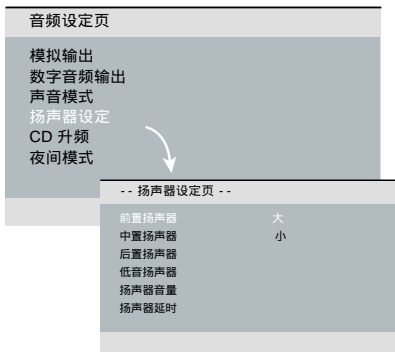 音频设定页
模拟输出
数字音频输出
声音模式
扬声器设定
CD 升频
夜间模式
- - 扬声器设定页 - -
前置扬声器 大
中置扬声器 小
后置扬声器
低音扬声器
扬声器音量
扬声器延时